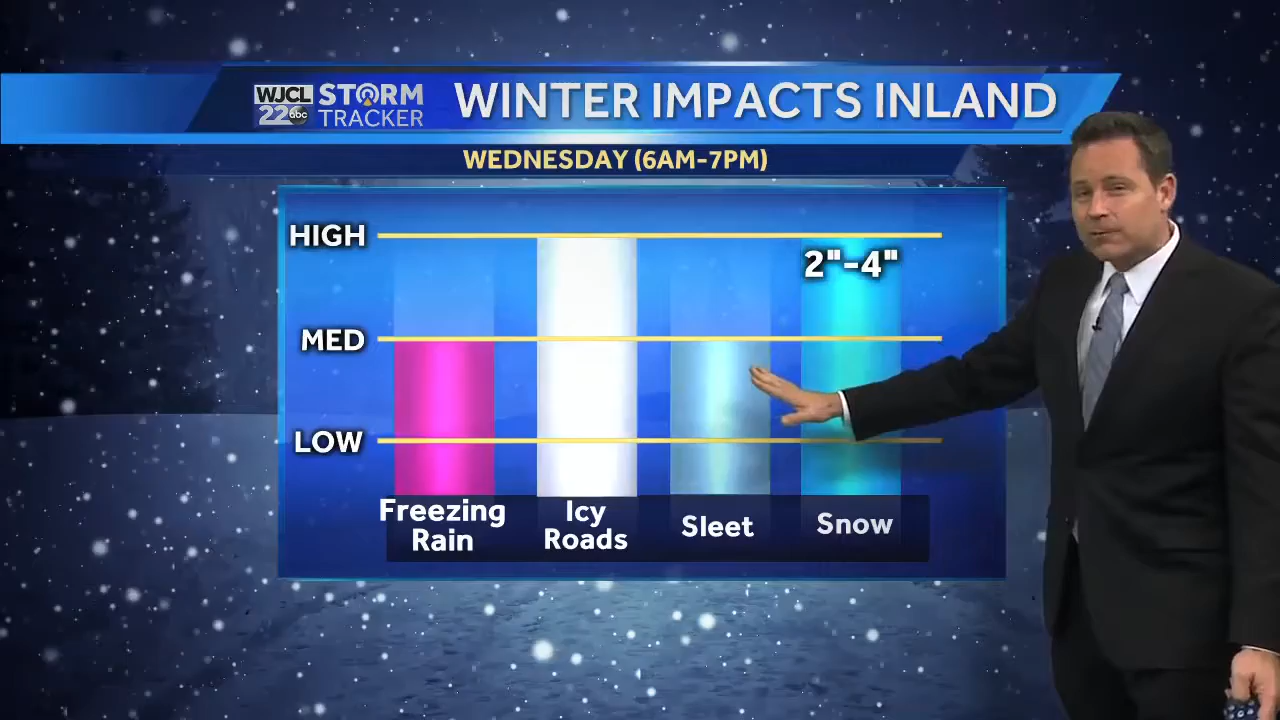 WJCL
22 abc
STORM
TRACKER
WINTER IMPACTS INLAND
WEDNESDAY (6AM-7PM)
HIGH
2"-4"
MED
LOW
Freezing
Rain
Icy
Roads
Sleet
Snow